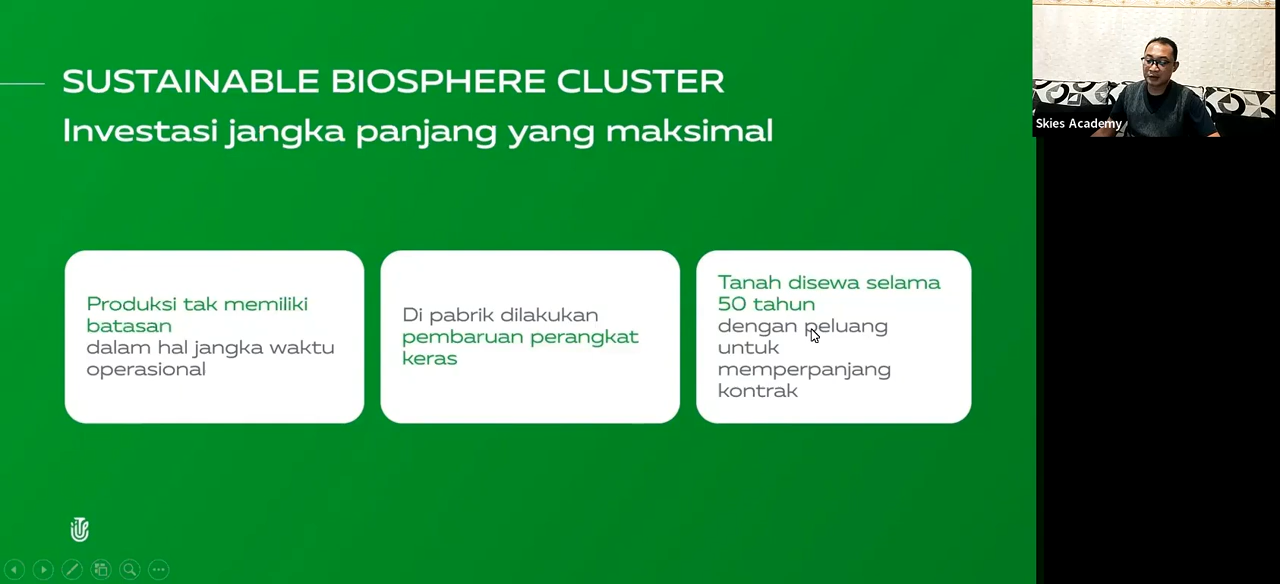 SUSTAINABLE BIOSPHERE CLUSTER
Investasi jangka panjang yang maksimal
Produksi tak memiliki
batasan
dalam hal jangka waktu
operasional
Di pabrik dilakukan
pembaruan perangkat
keras
Tanah disewa selama
50 tahun
dengan peluang
untuk
memperpanjang
kontrak
Skies Academy